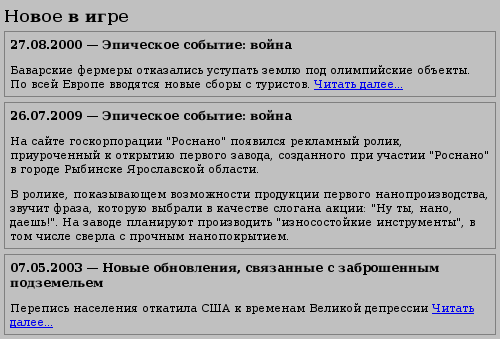 Новое в игре
27.08.2000 — Эпическое событие: война
Баварские фермеры отказались уступать землю под олимпийские объекты.
По всей Европе вводятся новые сборы с туристов. Читать далее...
26.07.2009 — Эпическое событие: война
На сайте госкорпорации "Роснано" появился рекламный ролик,
приуроченный к открытию первого завода, созданного при участии "Роснано"
в городе Рыбинске Ярославской области.
В ролике, показывающем возможности продукции первого нанопроизводства,
звучит фраза, которую выбрали в качестве слогана акции: "Ну ты, нано,
даешь!". На заводе планируют производить "износостойкие инструменты", в
том числе сверла с прочным нанопокрытием.
07.05.2003 — Новые обновления, связанные с заброшенным
подземельем
Перепись населения откатила США к временам Великой депрессии Читать
далее...